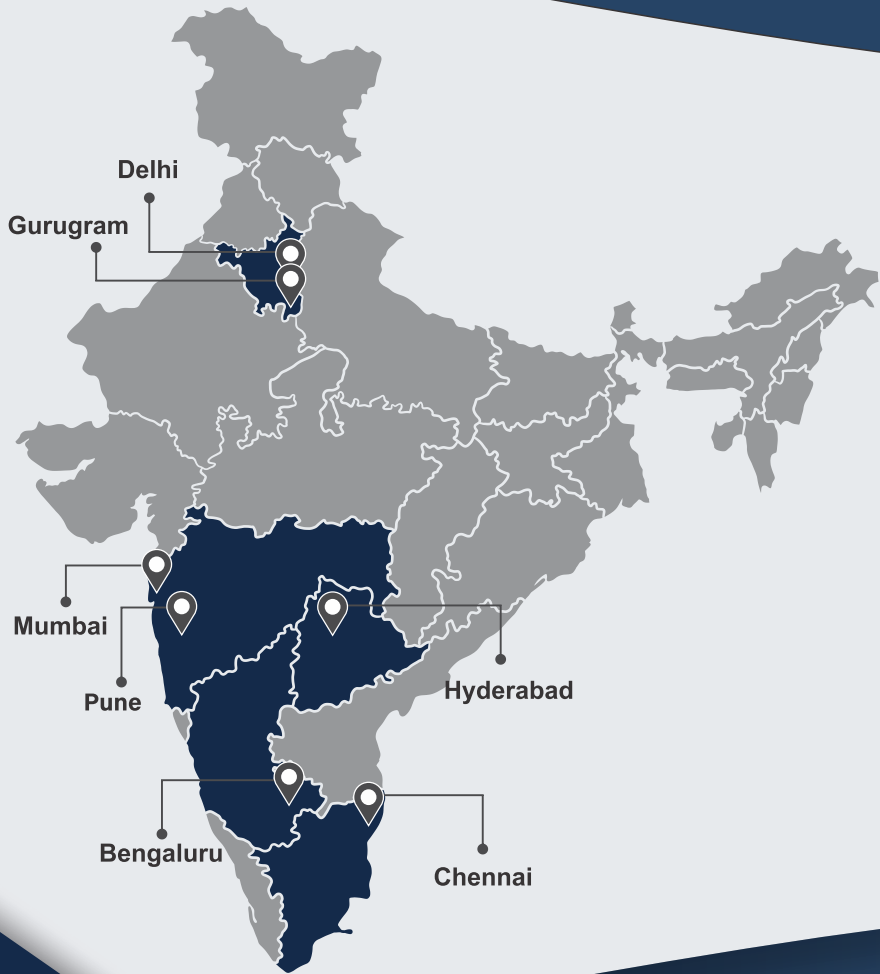 Delhi
Gurugram
Mumbai
Pune
Hyderabad
Bengaluru
Chennai